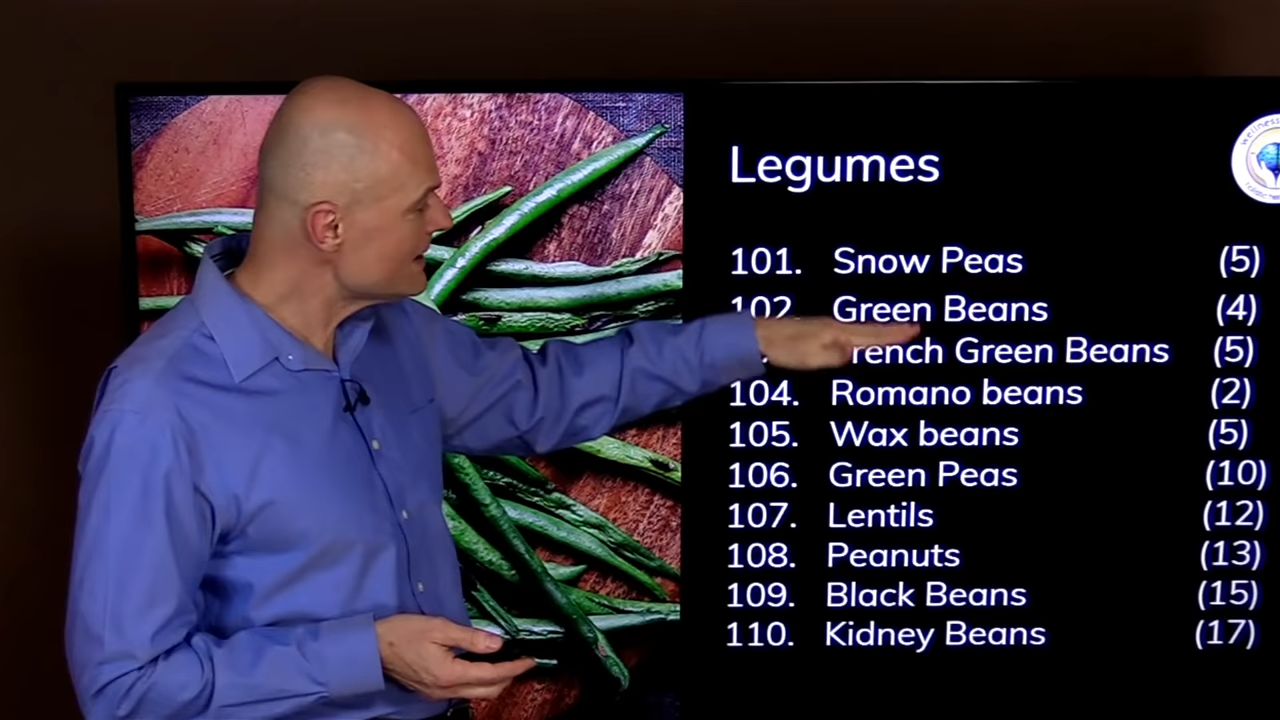 Legumes
Wellness
101. Snow Peas (5)
102. Green Beans (4)
. rench Green Beans (5)
104. Romano beans (2)
105. Wax beans (5)
106. Green Peas (10)
107. Lentils (12)
108. Peanuts (13)
109. Black Beans (15)
110. Kidney Beans (17)